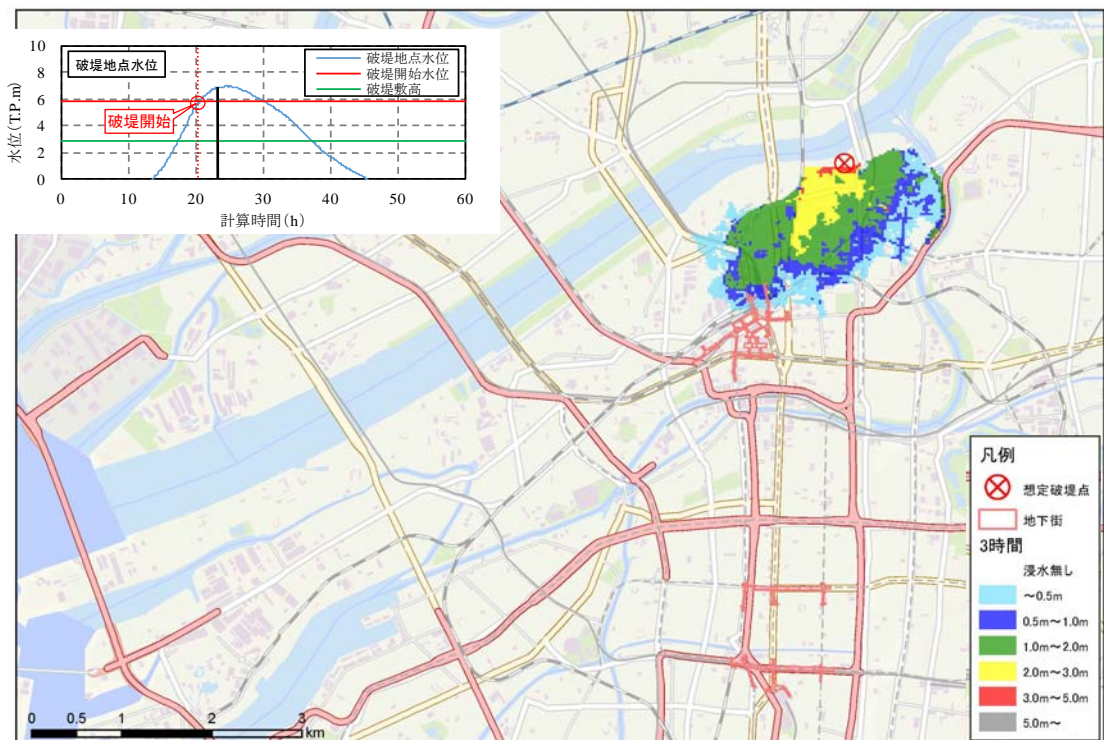 10
8
6
4
2
0
水位(T.P.m)
破堤地点水位
破堤地点水位
破堤開始水位
破堤敷高
破堤開始
0 10 20 30 40 50 60
計算時間(h)
凡例
想定破堤点
地下街
3時間
浸水無し
～0.5m
0.5m～1.0m
1.0m～2.0m
2.0m～3.0m
3.0m～5.0m
5.0m～
0 0.5 1 2 3
km